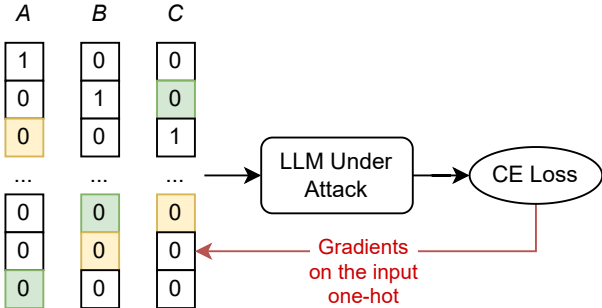 A B C
1 0 0
0 1 0
0 0 1
... ... ...
0 0 0
0 0 0
0 0 0
LLM Under
Attack
CE Loss
Gradients
on the input
one-hot